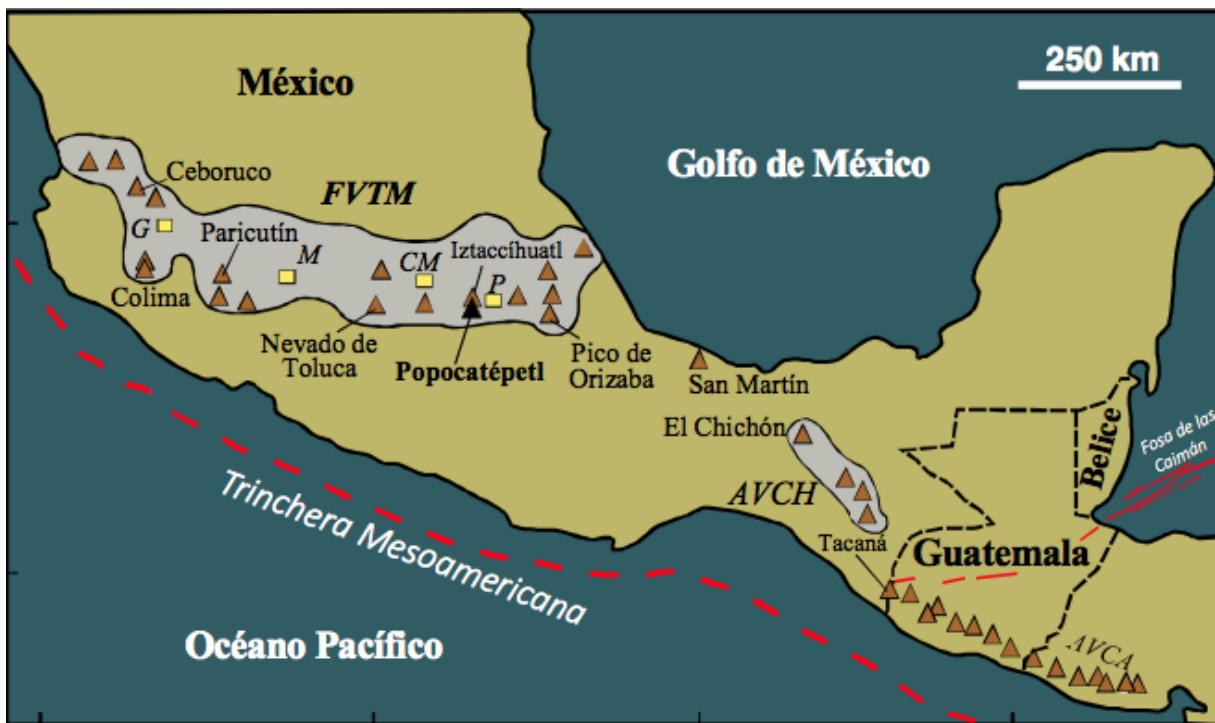 México
250 km
Golfo de México
Ceboruco
FVTM
G
Paricutín
M
CM
Iztaccíhuatl
P
Colima
Nevado de
Toluca
Popocatépetl
Pico de
Orizaba
San Martín
El Chichón
Belice
Fosa de las
Caimán
AVCH
Trinchera Mesoamericana
Tacaná
Guatemala
Océano Pacífico
AVCA